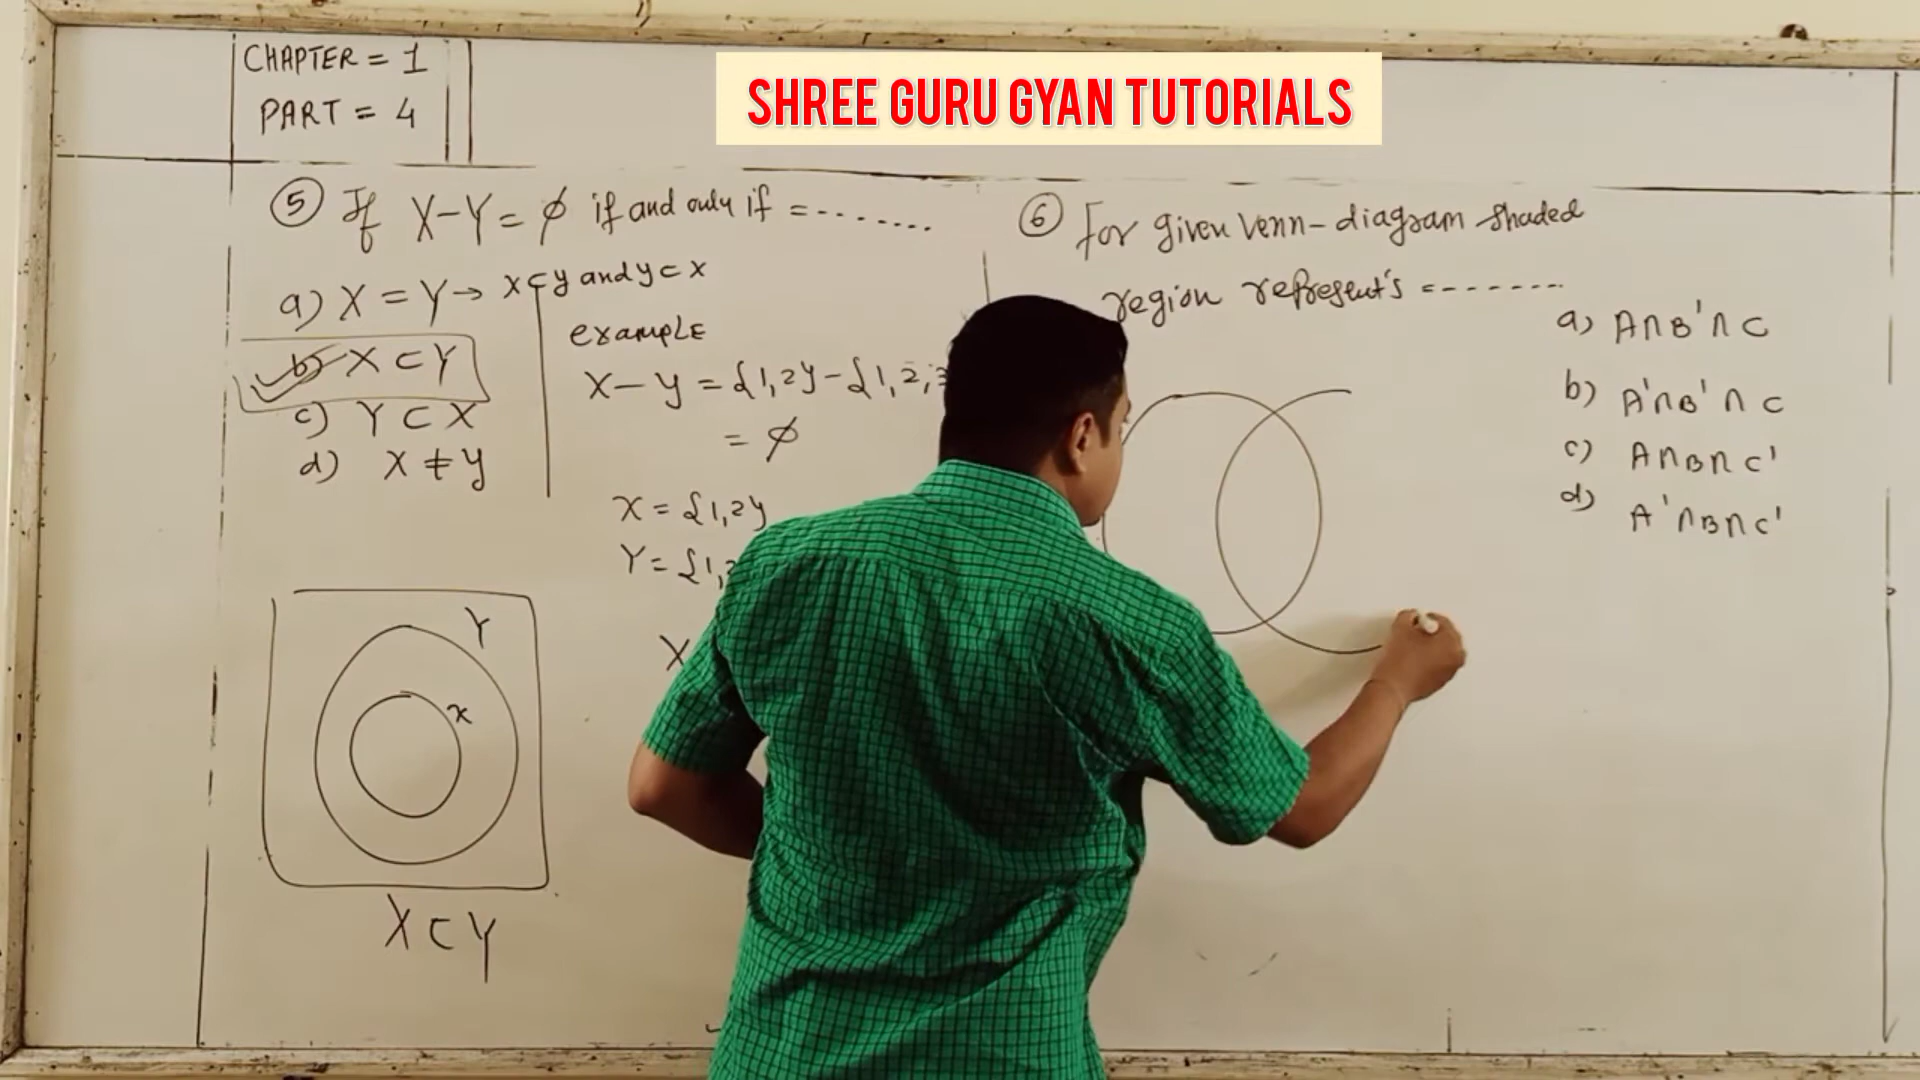 CHAPTER = 1
PART = 4
SHREE GURU GYAN TUTORIALS
⑤ If X-Y = ϕ if and only if = -------
a) X = Y → x⊂y and y⊂x
b) X ⊂ Y
c) Y ⊂ X
d) X ≠ y
example
X-y = {1,2} - {1,2,
= ϕ
X = {1,2}
Y = {1,
X
Y
x
X ⊂ Y
⑥ For given Venn-diagram shaded
region represent's = -------
a) A∩B'∩C
b) A'∩B'∩C
c) A∩B∩C'
d) A'∩B∩C'